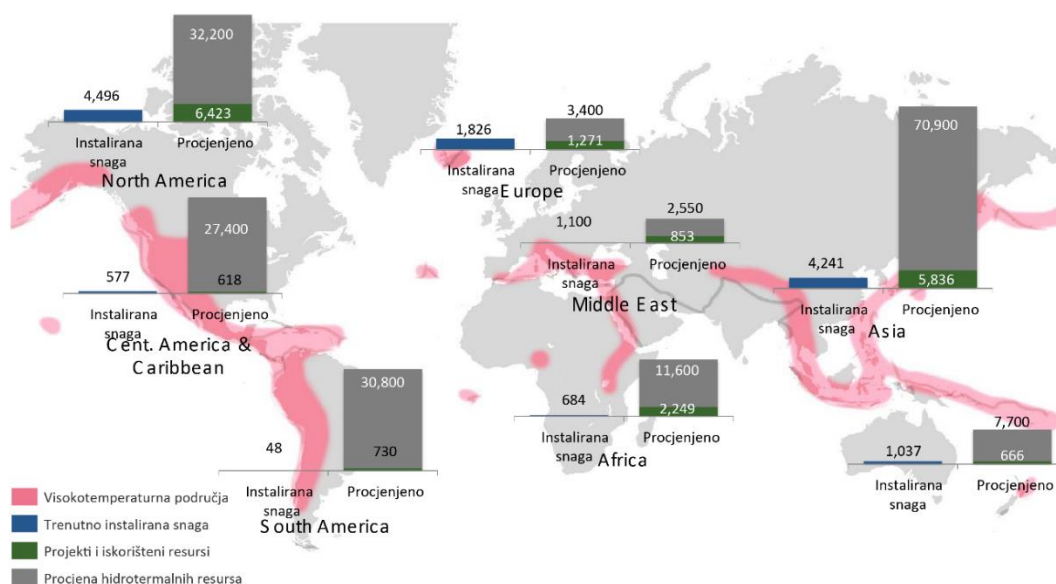 32,200
4,496
6,423
Instalirana snaga
Procjenjeno
North America
3,400
1,826
1,271
Instalirana snaga
Procjenjeno
Europe
70,900
4,241
5,836
Instalirana snaga
Procjenjeno
Asia
27,400
577
618
Instalirana snaga
Procjenjeno
Cent. America &
Caribbean
2,550
1,100
853
Instalirana snaga
Procjenjeno
Middle East
30,800
48
730
Instalirana snaga
Procjenjeno
South America
11,600
684
2,249
Instalirana snaga
Procjenjeno
Africa
7,700
1,037
666
Instalirana snaga
Procjenjeno
Visokotemperaturna područja
Trenutno instalirana snaga
Projekti i iskorišteni resursi
Procjena hidrotermalnih resursa